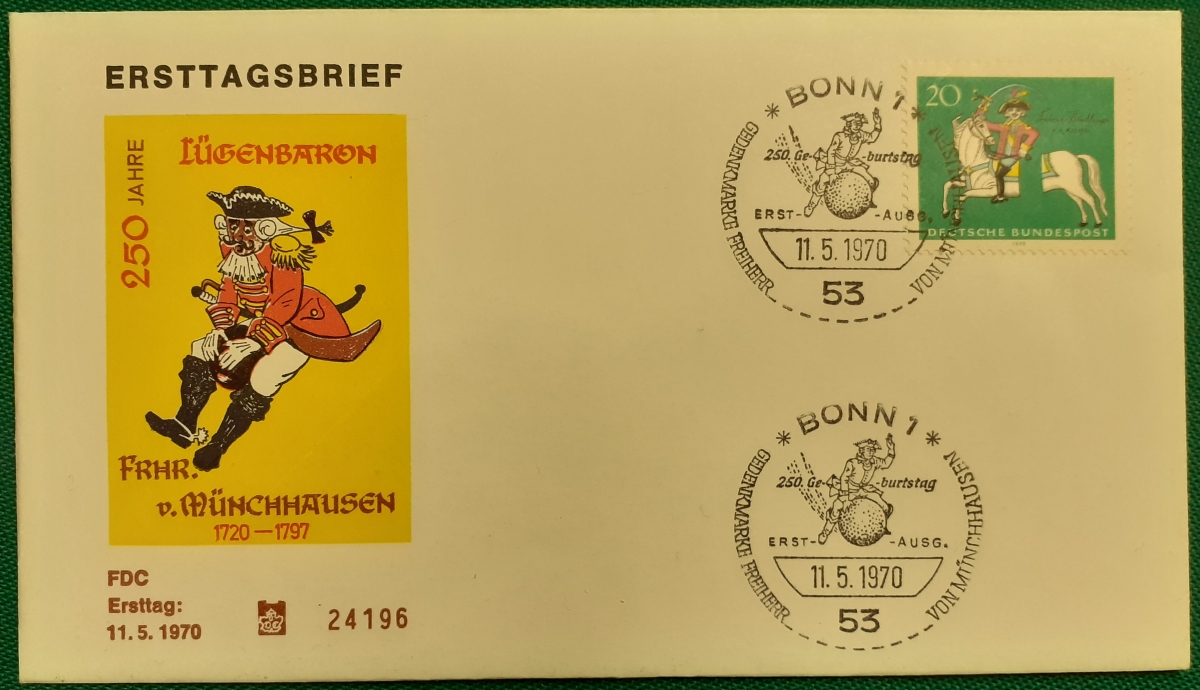 ERSTTAGSBRIEF
250 JAHRE
LÜGENBARON
FRHR.
v. MÜNCHHAUSEN
1720 — 1797
FDC
Ersttag:
11. 5. 1970
24196
20
DEUTSCHE BUNDESPOST
* BONN 1 *
250. Ge- burtstag
ERST- -AUSG.
11. 5. 1970
53
GEDENKMARKE FREIHERR VON MÜNCHHAUSEN
* BONN 1 *
250. Ge- burtstag
ERST- -AUSG.
11. 5. 1970
53
GEDENKMARKE FREIHERR VON MÜNCHHAUSEN